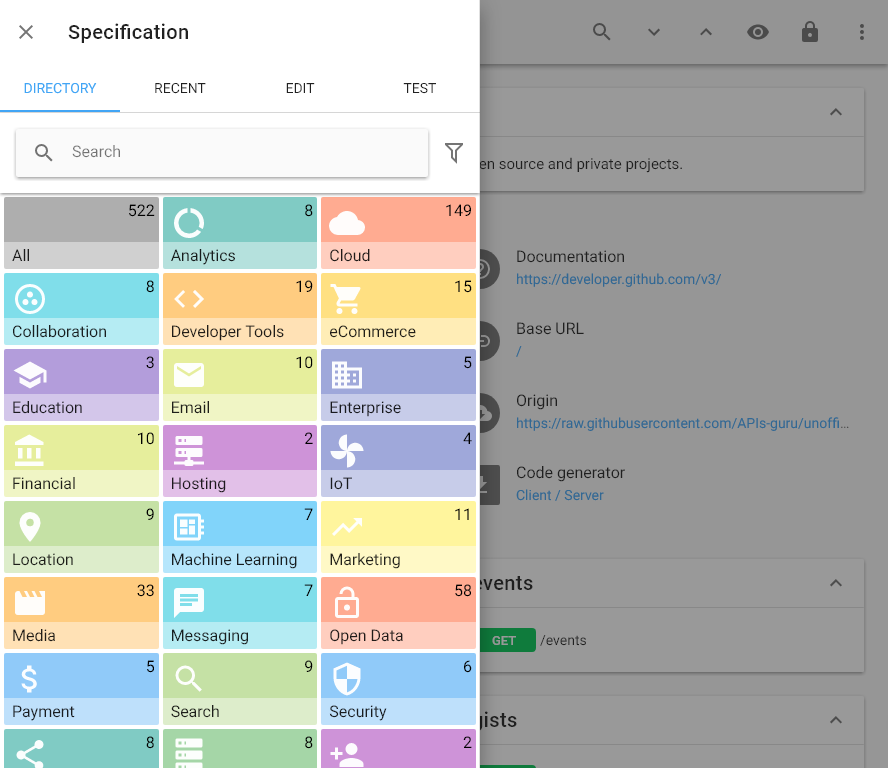 Specification
DIRECTORY RECENT EDIT TEST
Search
522 8 149
All Analytics Cloud
8 19 15
Collaboration Developer Tools eCommerce
3 10 5
Education Email Enterprise
10 2 4
Financial Hosting IoT
9 7 11
Location Machine Learning Marketing
33 7 58
Media Messaging Open Data
5 9 6
Payment Search Security
8 8 2
en source and private projects.
Documentation
https://developer.github.com/v3/
Base URL
/
Origin
https://raw.githubusercontent.com/APIs-guru/unoffi...
Code generator
Client / Server
events
GET /events
gists